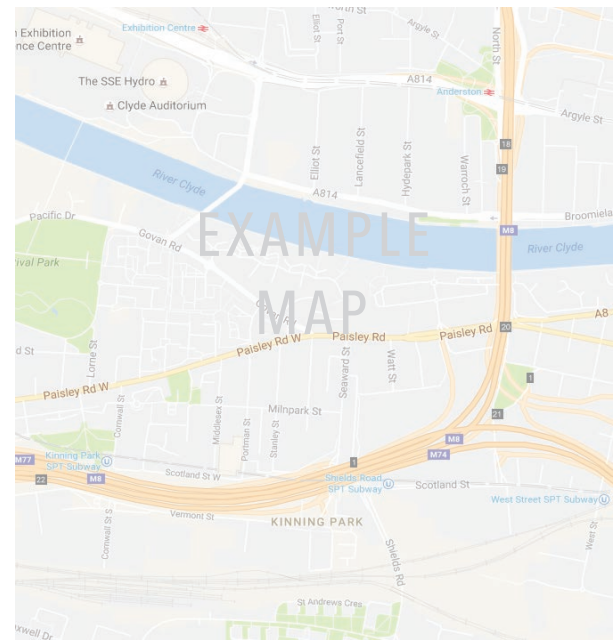 North St
rth St
Exhibition Centre
Elliot St
Port St
Argyle St
n Exhibition
nce Centre
A814
The SSE Hydro
Anderston
Clyde Auditorium
Argyle St
18
Elliot St
Lancefield St
Hydepark St
Warroch St
19
River Clyde
A814
Pacific Dr
Broomiela
EXAMPLE
M8
Govan Rd
River Clyde
rival Park
MAP
Govan Rd
A8
20
Paisley Rd W
Paisley Rd
Paisley Rd
d St
Lorne St
Seaward St
Watt St
1
Paisley Rd W
Cornwall St
Middlesex St
Milnpark St
21
Portman St
Stanley St
M8
Kinning Park
SPT Subway
M77
M74
1
Scotland St W
22
M8
Shields Road
SPT Subway
Scotland St
West Street SPT Subway
Vermont St
KINNING PARK
Cornwall S
West St
Shields Rd
St Andrews Cres
xwell Dr